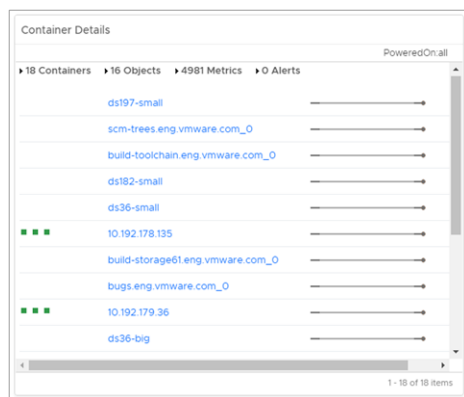 Container Details
PoweredOn:all
18 Containers 16 Objects 4981 Metrics 0 Alerts
ds197-small
scm-trees.eng.vmware.com_0
build-toolchain.eng.vmware.com_0
ds182-small
ds36-small
10.192.178.135
build-storage61.eng.vmware.com_0
bugs.eng.vmware.com_0
10.192.179.36
ds36-big
1 - 18 of 18 items